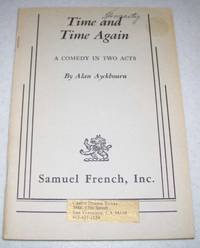 Time and
Time Again
A COMEDY IN TWO ACTS
By Alan Ayckbourn
Samuel French, Inc.